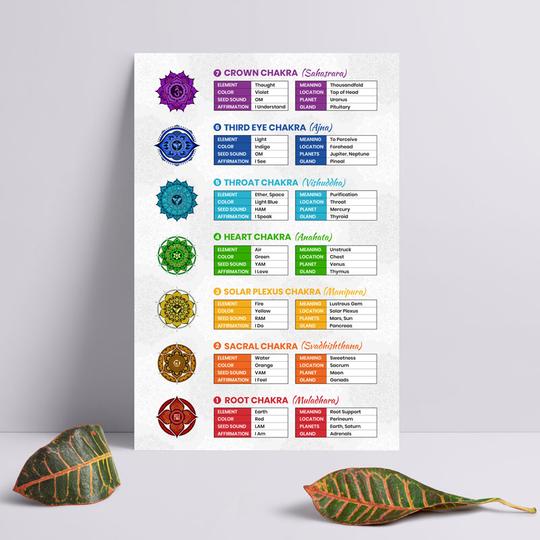 7 CROWN CHAKRA (Sahasrara)
ELEMENT Thought MEANING Thousandfold
COLOR Violet LOCATION Top of Head
SEED SOUND OM PLANET Uranus
AFFIRMATION I Understand GLAND Pituitary
6 THIRD EYE CHAKRA (Ajna)
ELEMENT Light MEANING To Perceive
COLOR Indigo LOCATION Forehead
SEED SOUND OM PLANETS Jupiter, Neptune
AFFIRMATION I See GLAND Pineal
5 THROAT CHAKRA (Vishuddha)
ELEMENT Ether, Space MEANING Purification
COLOR Light Blue LOCATION Throat
SEED SOUND HAM PLANET Mercury
AFFIRMATION I Speak GLAND Thyroid
4 HEART CHAKRA (Anahata)
ELEMENT Air MEANING Unstruck
COLOR Green LOCATION Chest
SEED SOUND YAM PLANET Venus
AFFIRMATION I Love GLAND Thymus
3 SOLAR PLEXUS CHAKRA (Manipura)
ELEMENT Fire MEANING Lustrous Gem
COLOR Yellow LOCATION Solar Plexus
SEED SOUND RAM PLANETS Mars, Sun
AFFIRMATION I Do GLAND Pancreas
2 SACRAL CHAKRA (Svadhishthana)
ELEMENT Water MEANING Sweetness
COLOR Orange LOCATION Sacrum
SEED SOUND VAM PLANET Moon
AFFIRMATION I Feel GLAND Gonads
1 ROOT CHAKRA (Muladhara)
ELEMENT Earth MEANING Root Support
COLOR Red LOCATION Perineum
SEED SOUND LAM PLANET Earth, Saturn
AFFIRMATION I Am GLAND Adrenals